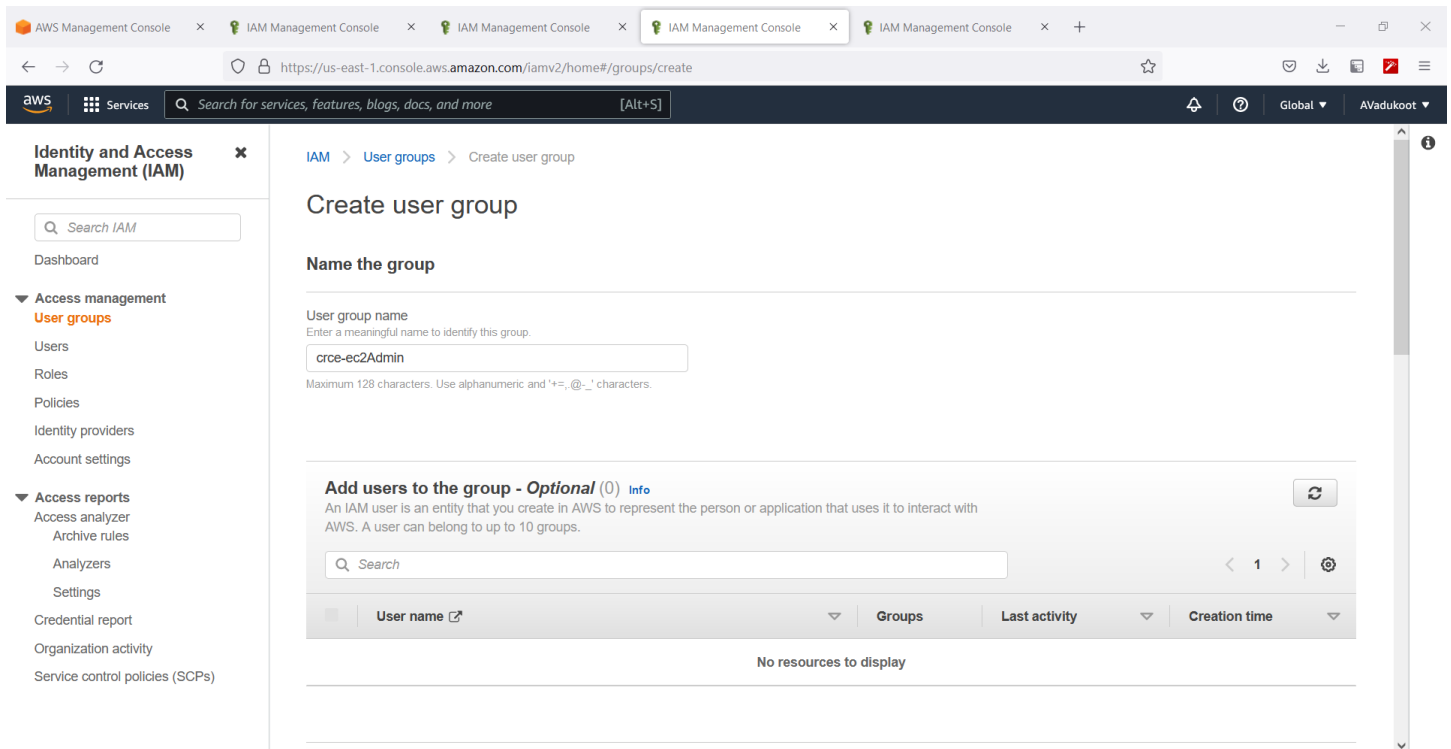 AWS Management Console
IAM Management Console
IAM Management Console
IAM Management Console
IAM Management Console
https://us-east-1.console.aws.amazon.com/iamv2/home#/groups/create
aws
Services
Search for services, features, blogs, docs, and more
[Alt+S]
Global
AVadukoot
Identity and Access
Management (IAM)
Search IAM
Dashboard
Access management
User groups
Users
Roles
Policies
Identity providers
Account settings
Access reports
Access analyzer
Archive rules
Analyzers
Settings
Credential report
Organization activity
Service control policies (SCPs)
IAM > User groups > Create user group
Create user group
Name the group
User group name
Enter a meaningful name to identify this group.
crce-ec2Admin
Maximum 128 characters. Use alphanumeric and '+=,.@-_' characters.
Add users to the group - Optional (0) Info
An IAM user is an entity that you create in AWS to represent the person or application that uses it to interact with
AWS. A user can belong to up to 10 groups.
Search
1
User name
Groups
Last activity
Creation time
No resources to display